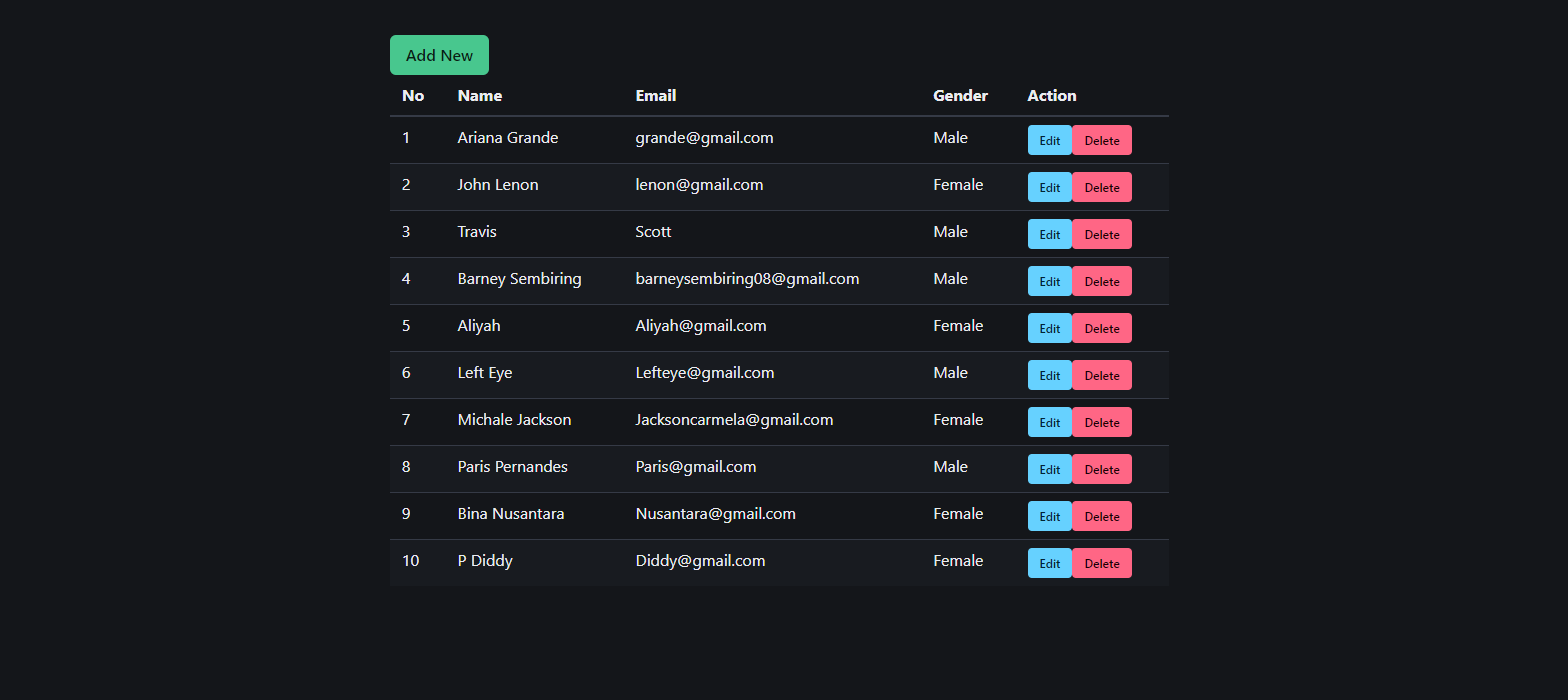 Add New
No Name Email Gender Action
1 Ariana Grande grande@gmail.com Male Edit Delete
2 John Lenon lenon@gmail.com Female Edit Delete
3 Travis Scott Male Edit Delete
4 Barney Sembiring barneysembiring08@gmail.com Male Edit Delete
5 Aliyah Aliyah@gmail.com Female Edit Delete
6 Left Eye Lefteye@gmail.com Male Edit Delete
7 Michale Jackson Jacksoncarmela@gmail.com Female Edit Delete
8 Paris Pernandes Paris@gmail.com Male Edit Delete
9 Bina Nusantara Nusantara@gmail.com Female Edit Delete
10 P Diddy Diddy@gmail.com Female Edit Delete